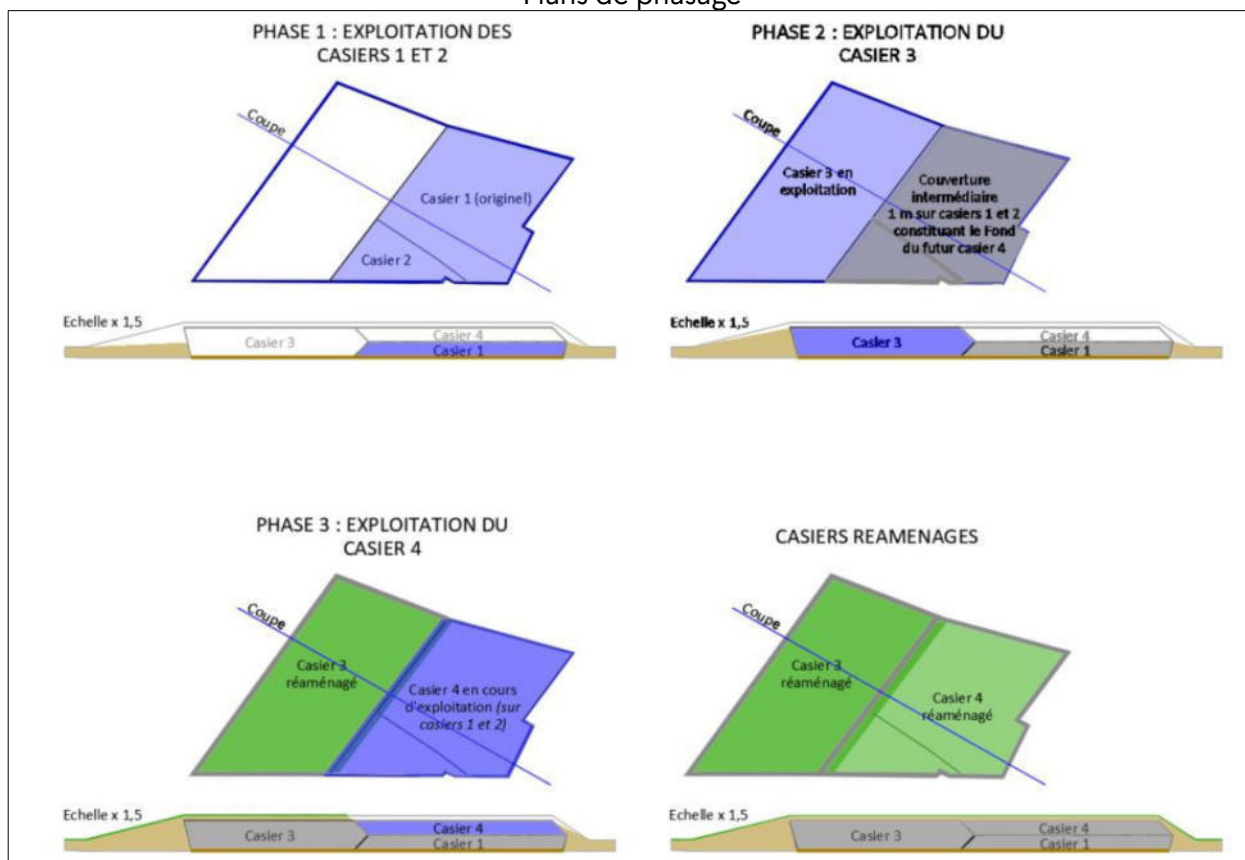 Plans de phasage
PHASE 1 : EXPLOITATION DES
CASIERS 1 ET 2
Coupe
Casier 1 (originel)
Casier 2
Echelle x 1,5
Casier 3
Casier 4
Casier 1
PHASE 2 : EXPLOITATION DU
CASIER 3
Coupe
Casier 3 en
exploitation
Couverture
intermédiaire
1 m sur casiers 1 et 2
constituant le Fond
du futur casier 4
Echelle x 1,5
Casier 3
Casier 4
Casier 1
PHASE 3 : EXPLOITATION DU
CASIER 4
Coupe
Casier 3
réaménagé
Casier 4 en cours
d'exploitation (sur
casiers 1 et 2)
Echelle x 1,5
Casier 3
Casier 4
Casier 1
CASIERS REAMENAGES
Coupe
Casier 3
réaménagé
Casier 4
réaménagé
Echelle x 1,5
Casier 3
Casier 4
Casier 1